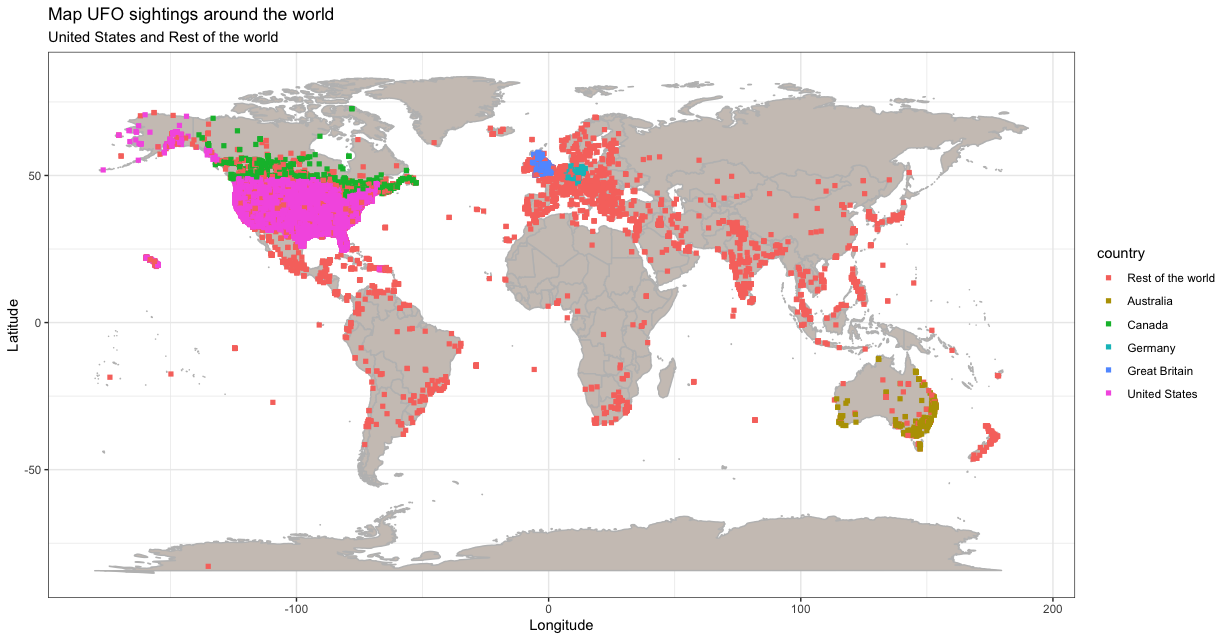 Map UFO sightings around the world
United States and Rest of the world
Latitude
50
0
-50
-100
0
100
200
Longitude
country
Rest of the world
Australia
Canada
Germany
Great Britain
United States